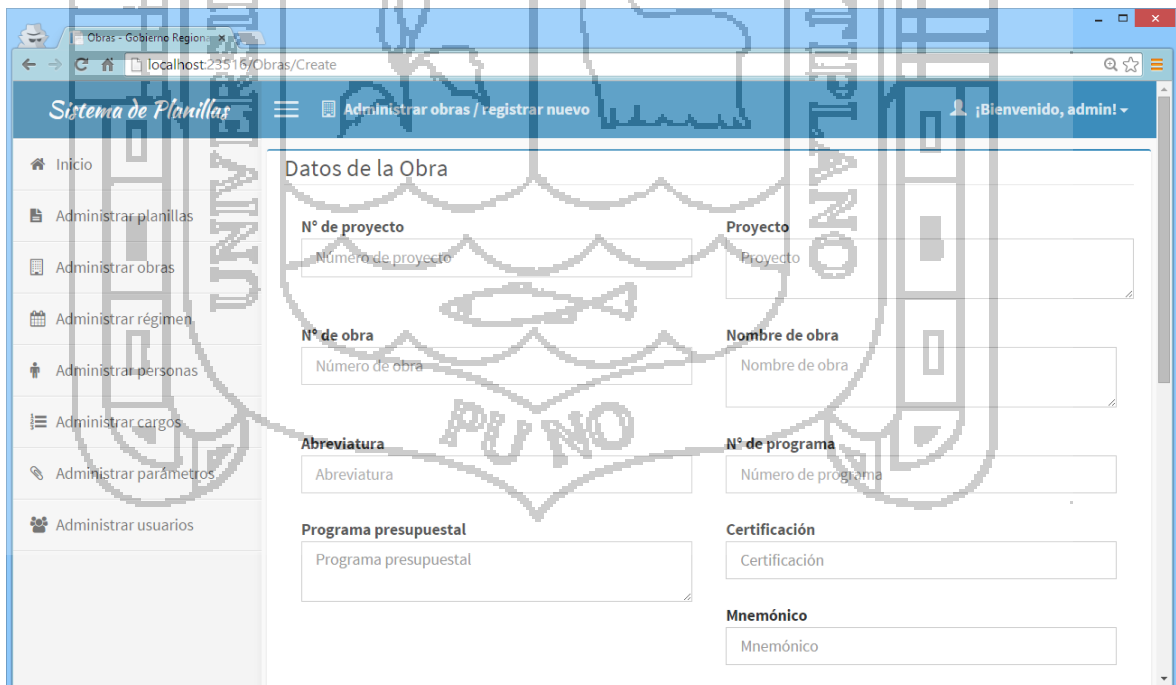 Obras - Gobierno Regiona
localhost:23516/Obras/Create
Sistema de Planillas
Administrar obras / registrar nuevo
¡Bienvenido, admin!
Inicio
Administrar planillas
Administrar obras
Administrar régimen
Administrar personas
Administrar cargos
Administrar parámetros
Administrar usuarios
Datos de la Obra
N° de proyecto
Número de proyecto
Proyecto
Proyecto
N° de obra
Número de obra
Nombre de obra
Nombre de obra
Abreviatura
Abreviatura
N° de programa
Número de programa
Programa presupuestal
Programa presupuestal
Certificación
Certificación
Mnemónico
Mnemónico
PUNO